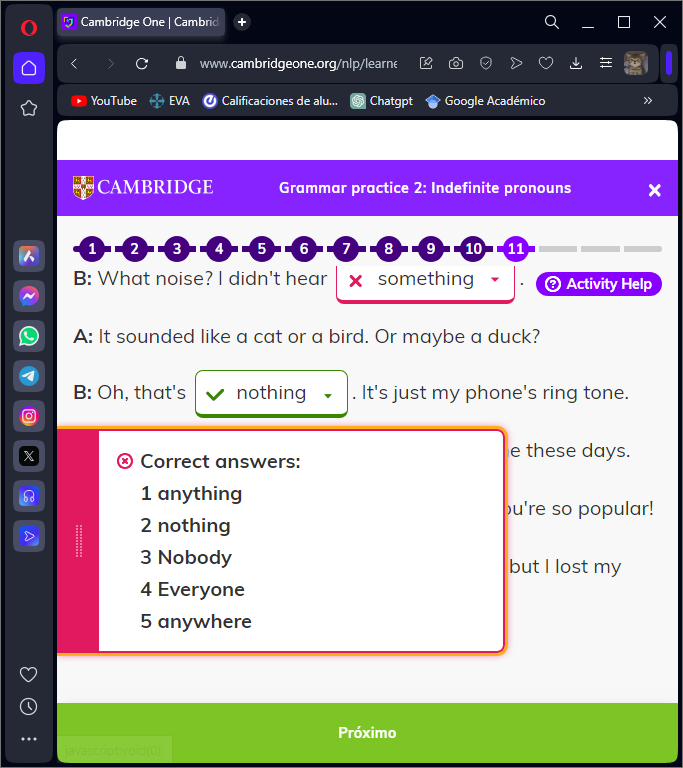 Cambridge One | Cambrid
www.cambridgeone.org/nlp/learne
YouTube
EVA
Calificaciones de alu...
Chatgpt
Google Académico
CAMBRIDGE
Grammar practice 2: Indefinite pronouns
1 2 3 4 5 6 7 8 9 10 11
B: What noise? I didn't hear something .
Activity Help
A: It sounded like a cat or a bird. Or maybe a duck?
B: Oh, that's nothing . It's just my phone's ring tone.
e these days.
ou're so popular!
but I lost my
Correct answers:
1 anything
2 nothing
3 Nobody
4 Everyone
5 anywhere
Próximo
javascript:void(0)